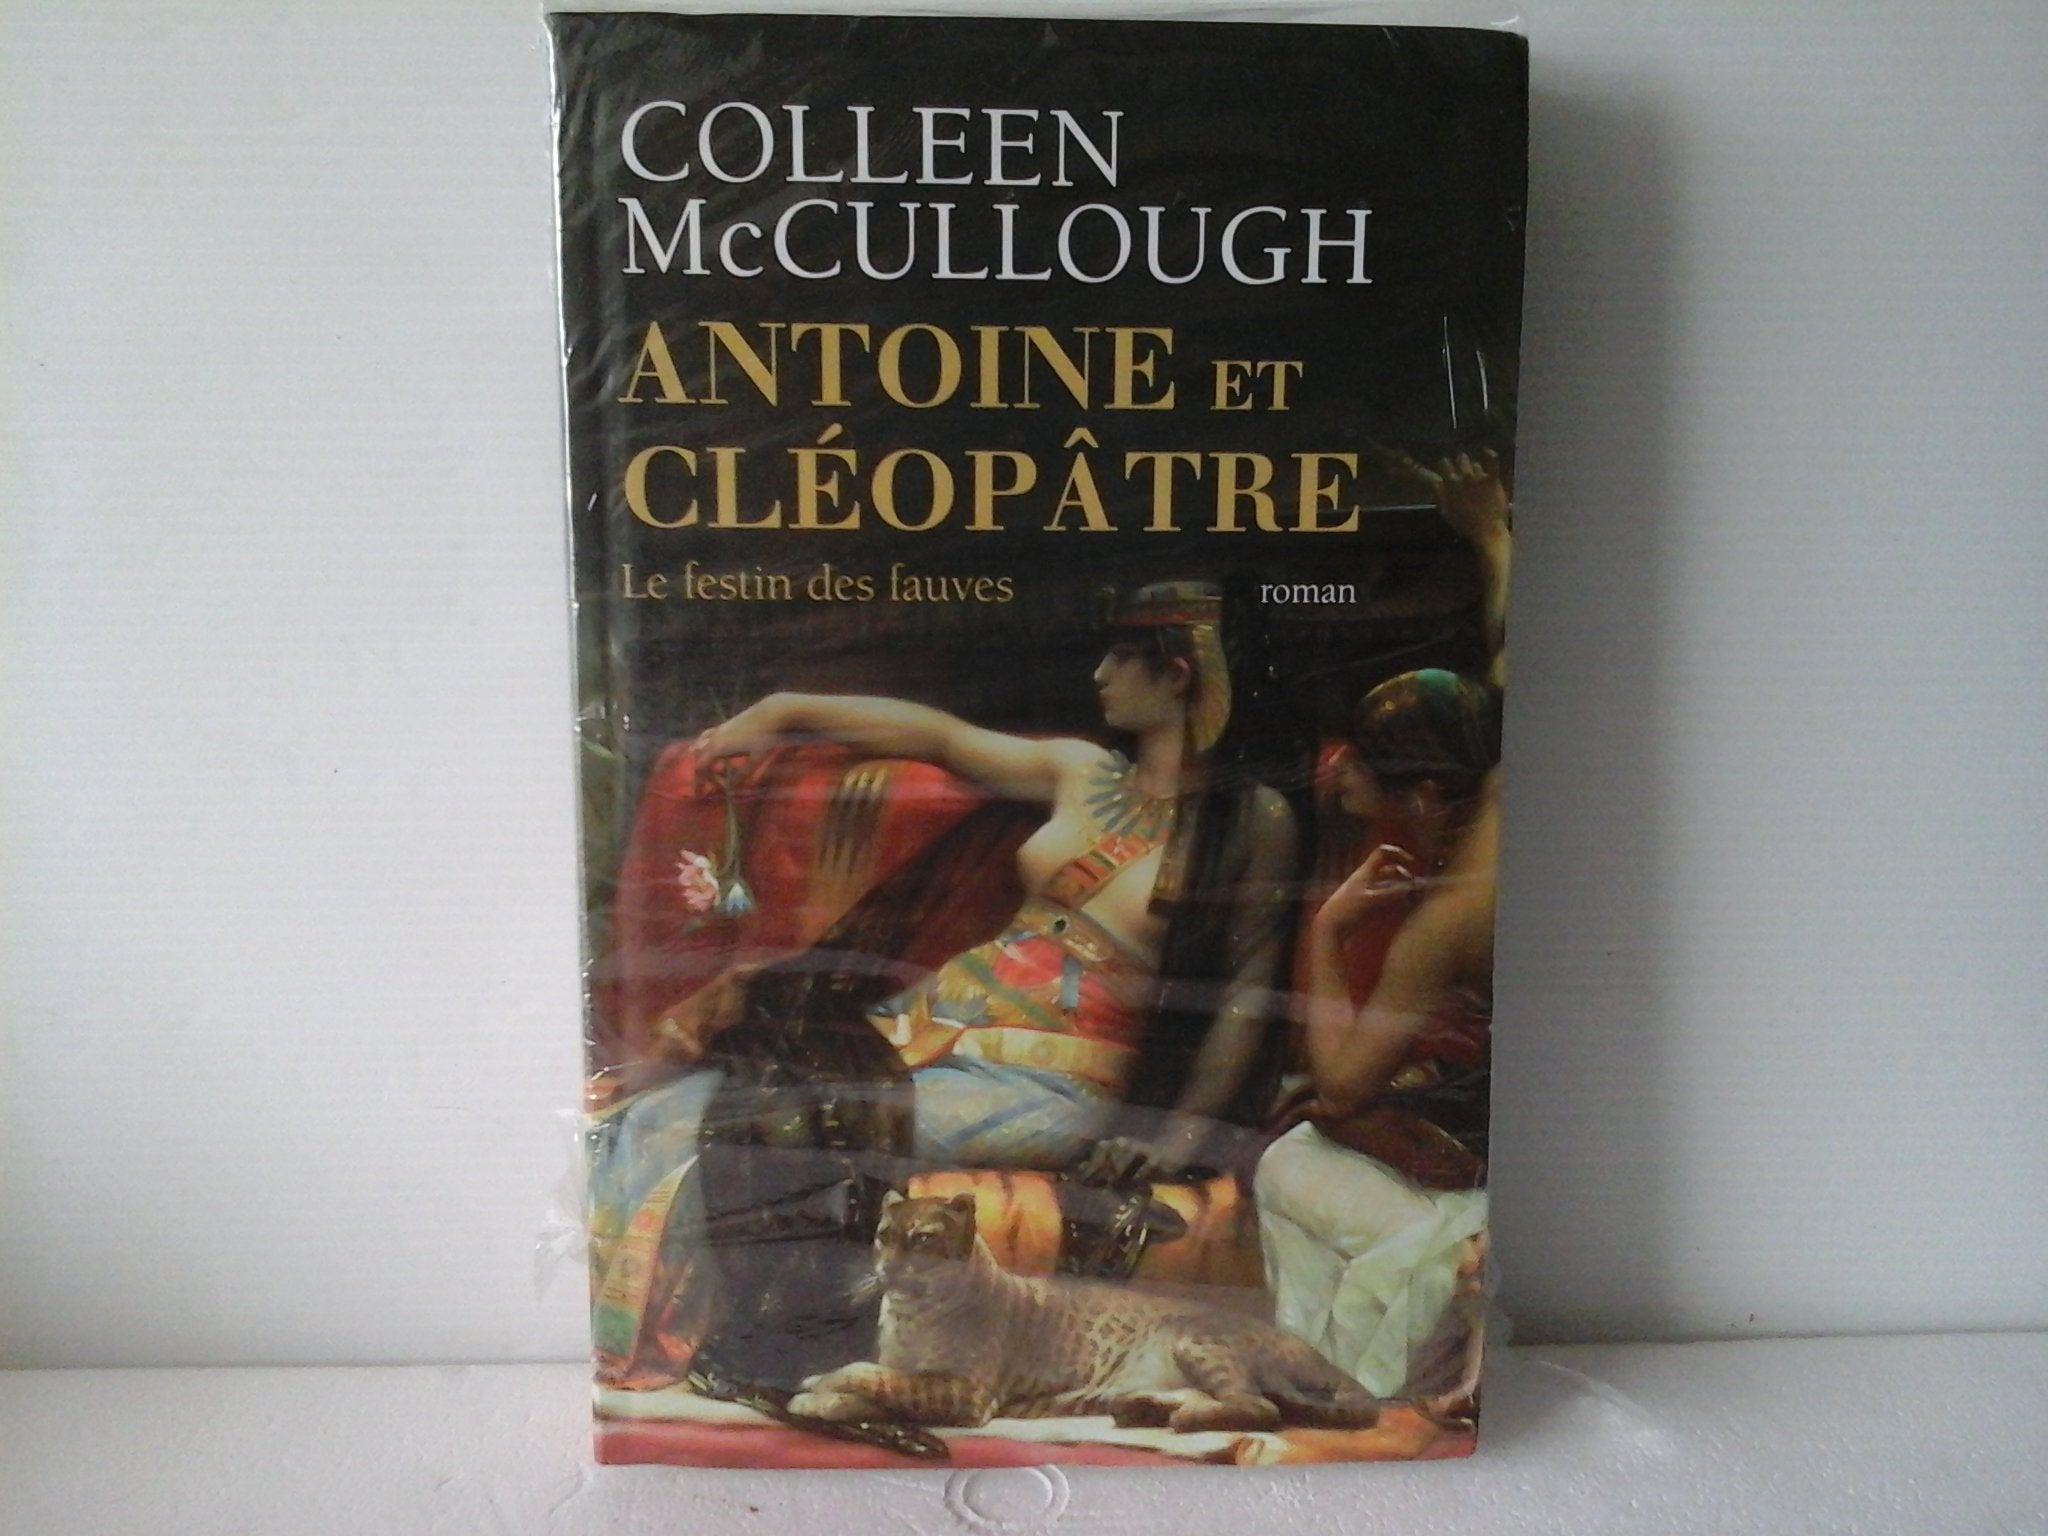 COLLEEN
McCULLOUGH
ANTOINE ET
CLÉOPÂTRE
Le festin des fauves roman